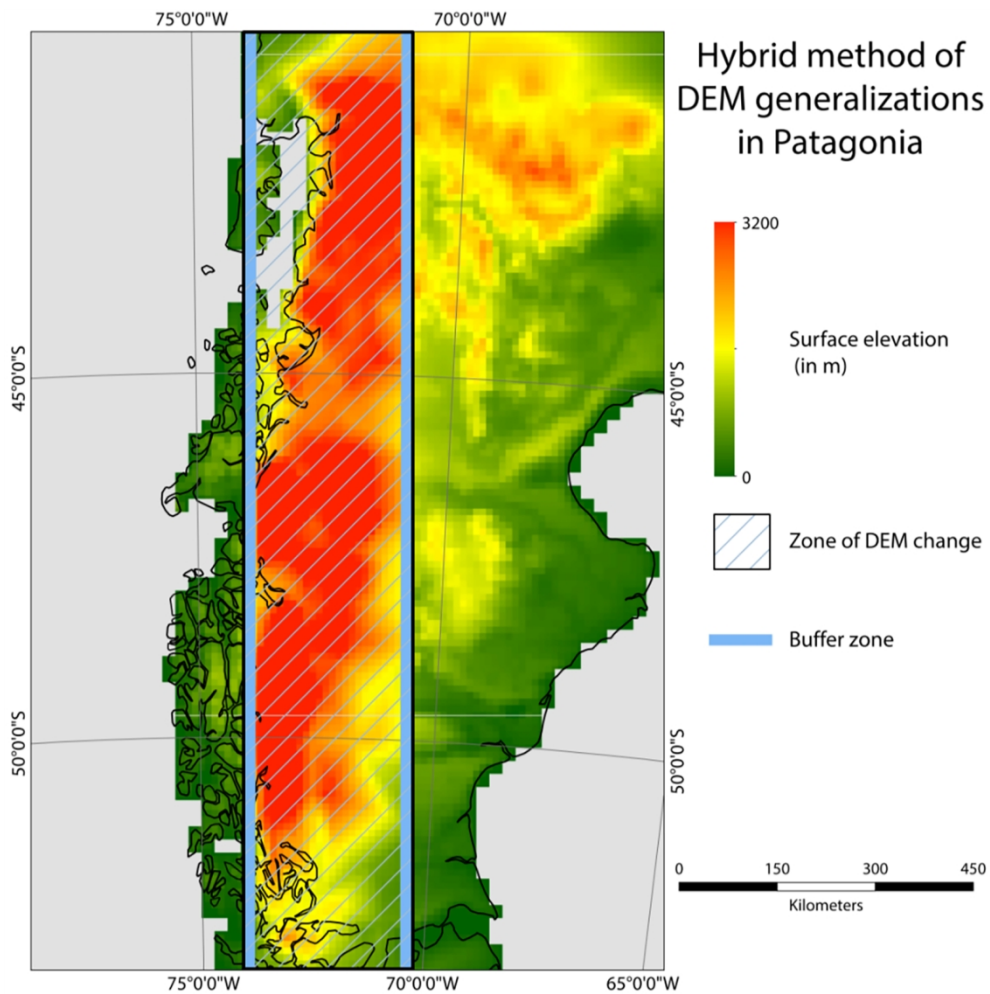 75°0'0"W
70°0'0"W
Hybrid method of
DEM generalizations
in Patagonia
3200
Surface elevation
(in m)
0
45°0'0"S
45°0'0"S
Zone of DEM change
Buffer zone
50°0'0"S
50°0'0"S
0 150 300 450
Kilometers
75°0'0"W
70°0'0"W
65°0'0"W